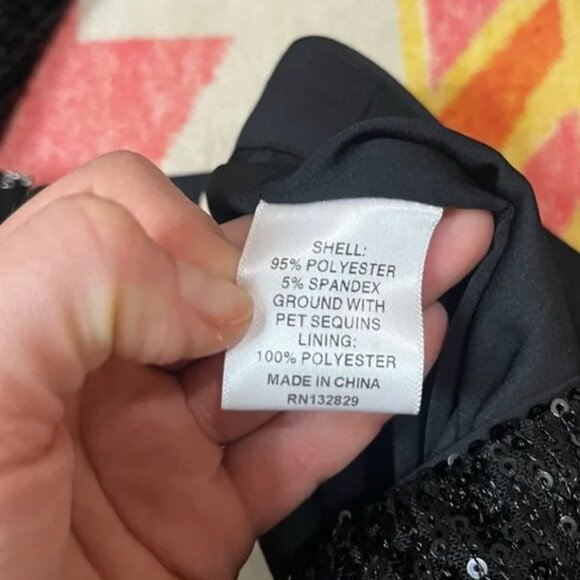 SHELL:
95% POLYESTER
5% SPANDEX
GROUND WITH
PET SEQUINS
LINING:
100% POLYESTER
MADE IN CHINA
RN132829